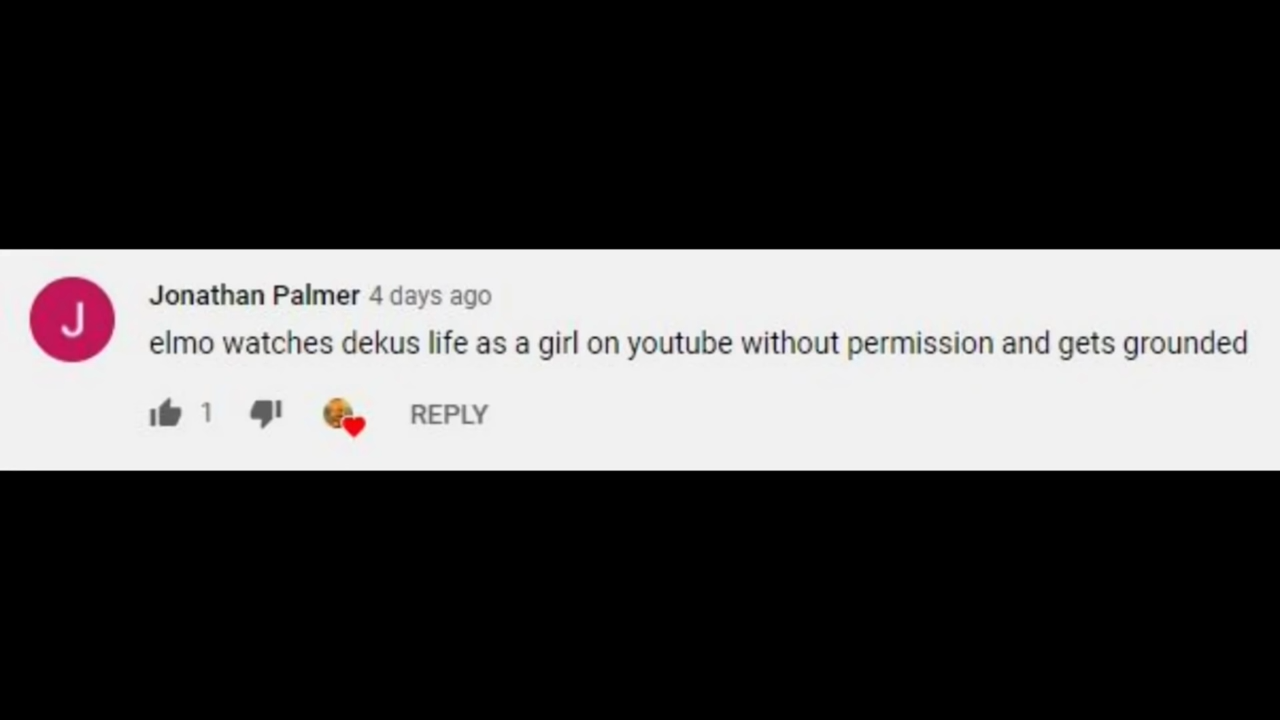 J
Jonathan Palmer 4 days ago
elmo watches dekus life as a girl on youtube without permission and gets grounded
1 REPLY